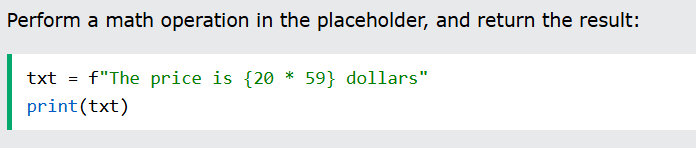 Perform a math operation in the placeholder, and return the result:
txt = f"The price is {20 * 59} dollars"
print(txt)